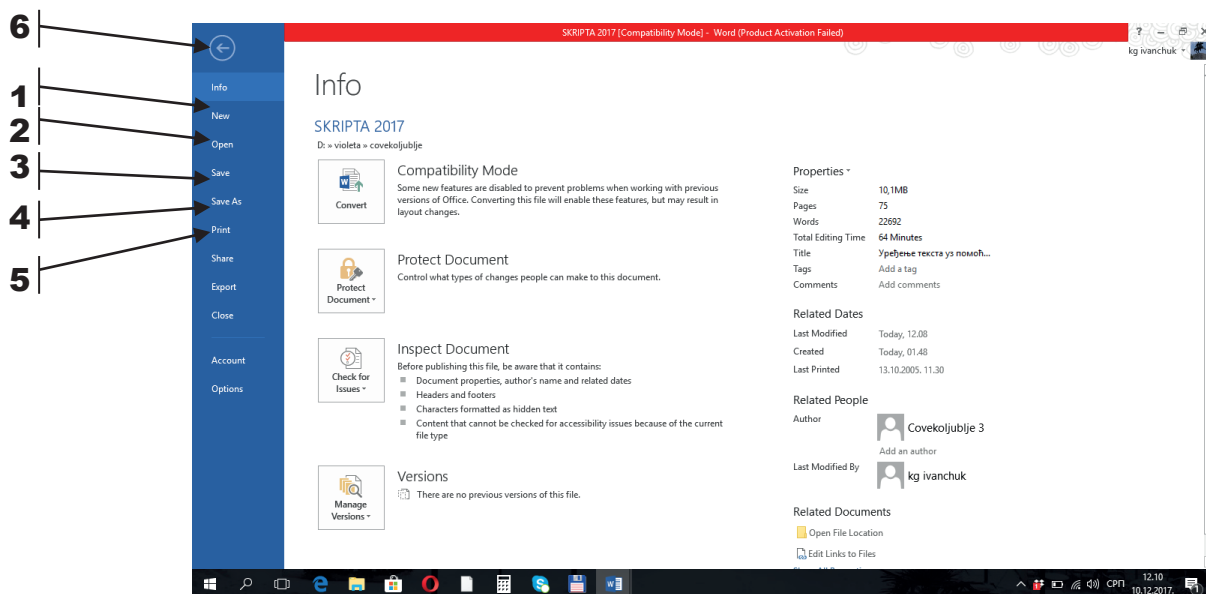 6
1
2
3
4
5
SKRIPTA 2017 [Compatibility Mode] - Word (Product Activation Failed)
?
kg ivanchuk
Info
New
Open
Save
Save As
Print
Share
Export
Close
Account
Options
Info
SKRIPTA 2017
D: » violeta » covekoljublje
Convert
Compatibility Mode
Some new features are disabled to prevent problems when working with previous
versions of Office. Converting this file will enable these features, but may result in
layout changes.
Protect
Document
Protect Document
Control what types of changes people can make to this document.
Check for
Issues
Inspect Document
Before publishing this file, be aware that it contains:
Document properties, author's name and related dates
Headers and footers
Characters formatted as hidden text
Content that cannot be checked for accessibility issues because of the current
file type
Manage
Versions
Versions
There are no previous versions of this file.
Properties
Size 10,1MB
Pages 75
Words 22692
Total Editing Time 64 Minutes
Title Уређење текста уз помоћ...
Tags Add a tag
Comments Add comments
Related Dates
Last Modified Today, 12.08
Created Today, 01.48
Last Printed 13.10.2005. 11.30
Related People
Author Covekoljublje 3
Add an author
Last Modified By kg ivanchuk
Related Documents
Open File Location
Edit Links to Files
СРП
12.10
10.12.2017.